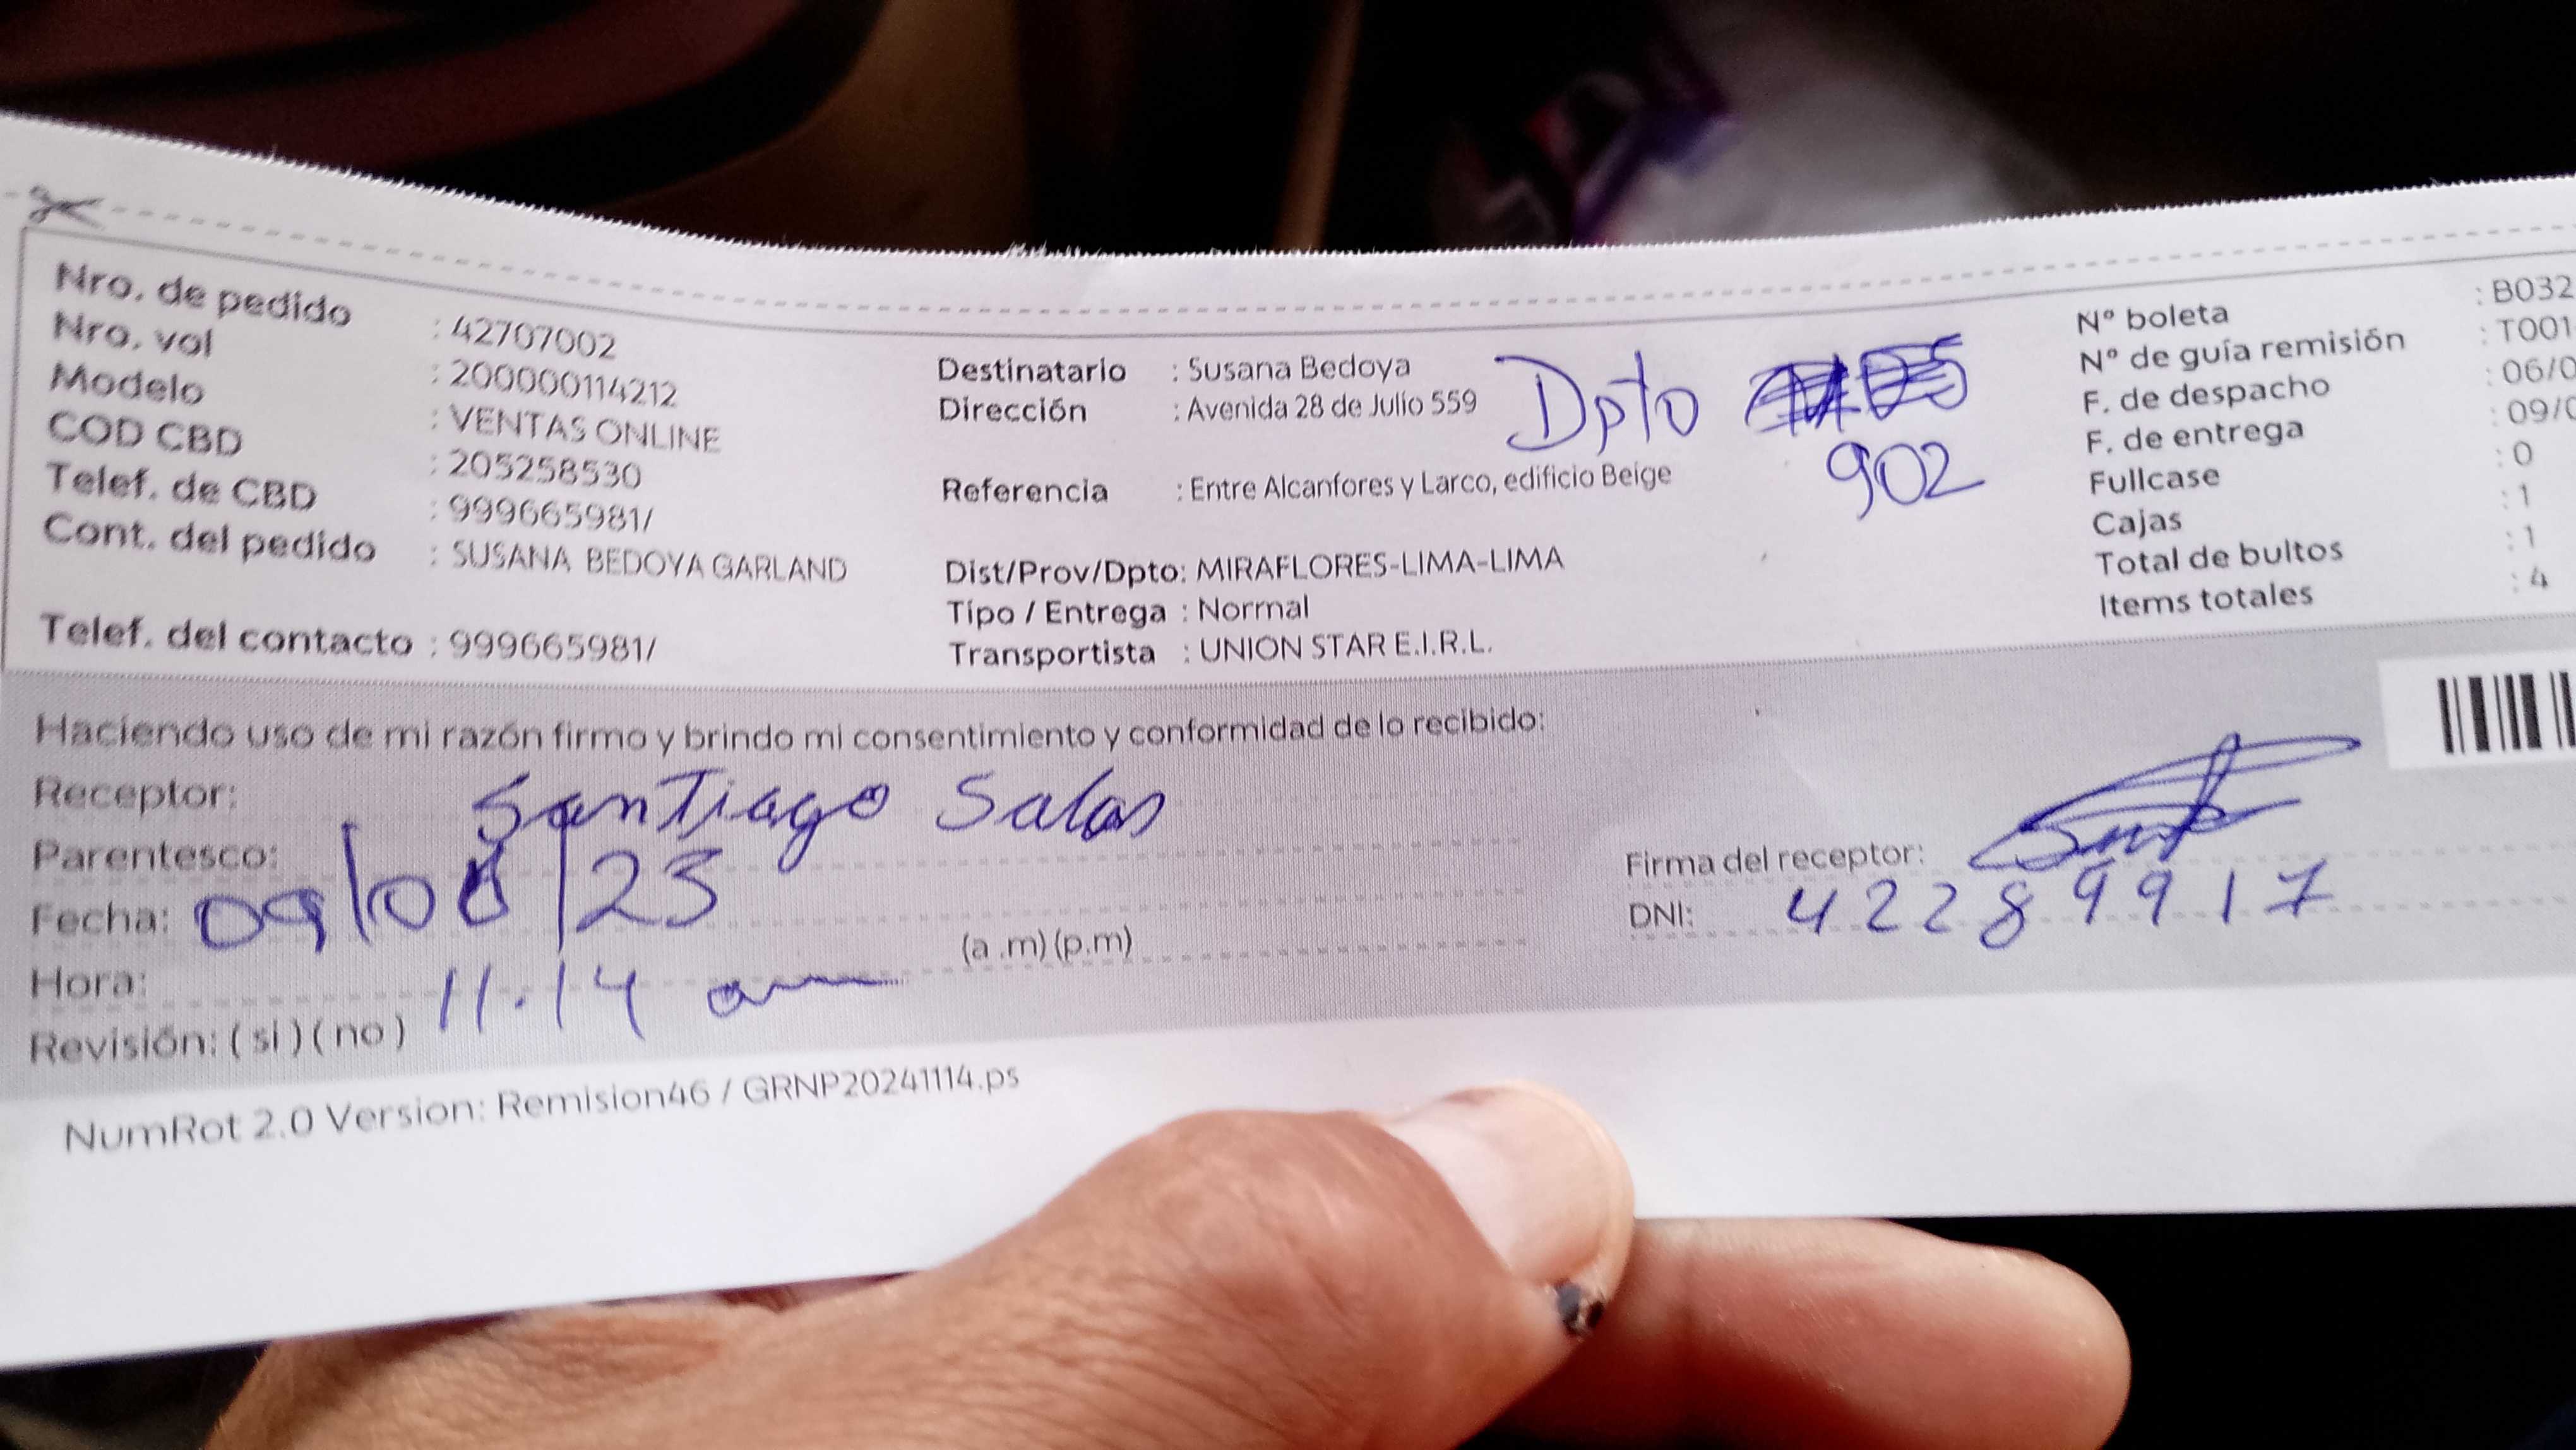 Nro. de pedido : 42707002
Nro. vol : 200000114212
Modelo : VENTAS ONLINE
COD CBD : 205258530
Telef. de CBD : 999665981/
Cont. del pedido : SUSANA BEDOYA GARLAND
Telef. del contacto : 999665981/
Destinatario : Susana Bedoya
Dirección : Avenida 28 de Julio 559 Dpto
902
Referencia : Entre Alcanfores y Larco, edificio Beige
Dist/Prov/Dpto: MIRAFLORES-LIMA-LIMA
Tipo / Entrega : Normal
Transportista : UNION STAR E.I.R.L.
Nº boleta : B032
Nº de guía remisión : T001
F. de despacho : 06/0
F. de entrega : 09/0
Fullcase : 0
Cajas : 1
Total de bultos : 1
Items totales : 4
Haciendo uso de mi razón firmo y brindo mi consentimiento y conformidad de lo recibido:
Receptor: Santiago Salas
Parentesco:
Fecha: 09/08/23
Hora: 11.14 am (a.m)(p.m)
Revisión: (si)(no)
Firma del receptor:
DNI: 42289917
NumRot 2.0 Version: Remision46 / GRNP20241114.ps